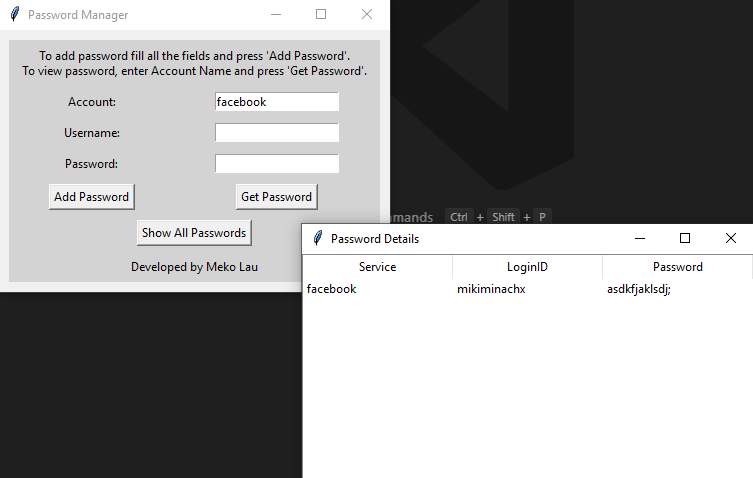 Password Manager
To add password fill all the fields and press 'Add Password'.
To view password, enter Account Name and press 'Get Password'.
Account: facebook
Username:
Password:
Add Password Get Password
Show All Passwords
Developed by Meko Lau
Ctrl + Shift + P
Password Details
Service LoginID Password
facebook mikiminachx asdkfjaklsdj;